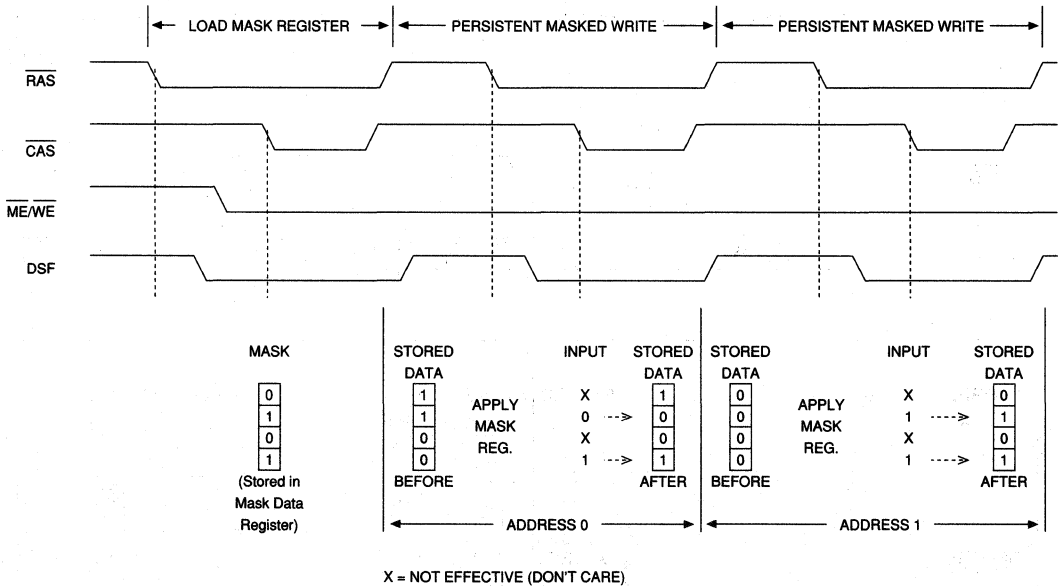 LOAD MASK REGISTER PERSISTENT MASKED WRITE PERSISTENT MASKED WRITE
RAS
CAS
ME/WE
DSF
MASK STORED INPUT STORED STORED INPUT STORED
DATA DATA DATA DATA
0 1 X 1 0 X 0
1 1 APPLY 0 0 0 APPLY 1 1
0 0 MASK X 0 0 MASK X 0
1 0 REG. 1 1 0 REG. 1 1
(Stored in BEFORE AFTER BEFORE AFTER
Mask Data
Register) ADDRESS 0 ADDRESS 1
X = NOT EFFECTIVE (DON'T CARE)